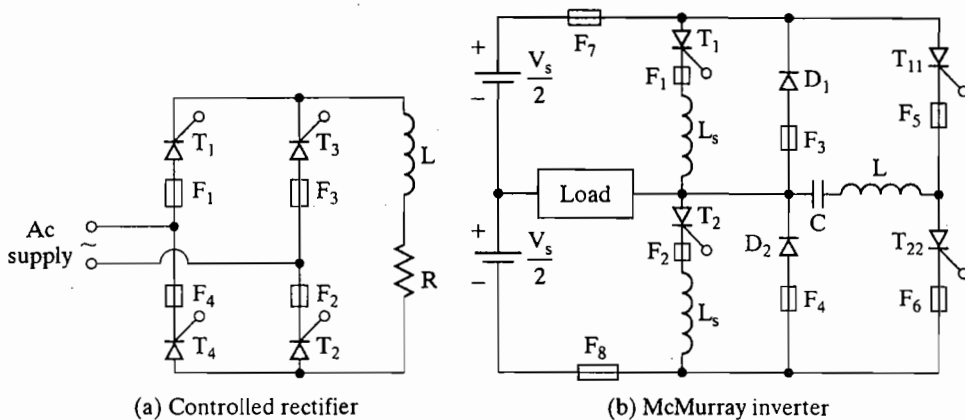 T1
T3
L
F1
F3
Ac
supply
~
R
F4
F2
T4
T2
(a) Controlled rectifier
+
Vs
2
−
F7
T1
F1
Ls
D1
F3
T11
F5
Load
L
C
+
Vs
2
−
T2
F2
Ls
D2
F4
T22
F6
F8
(b) McMurray inverter